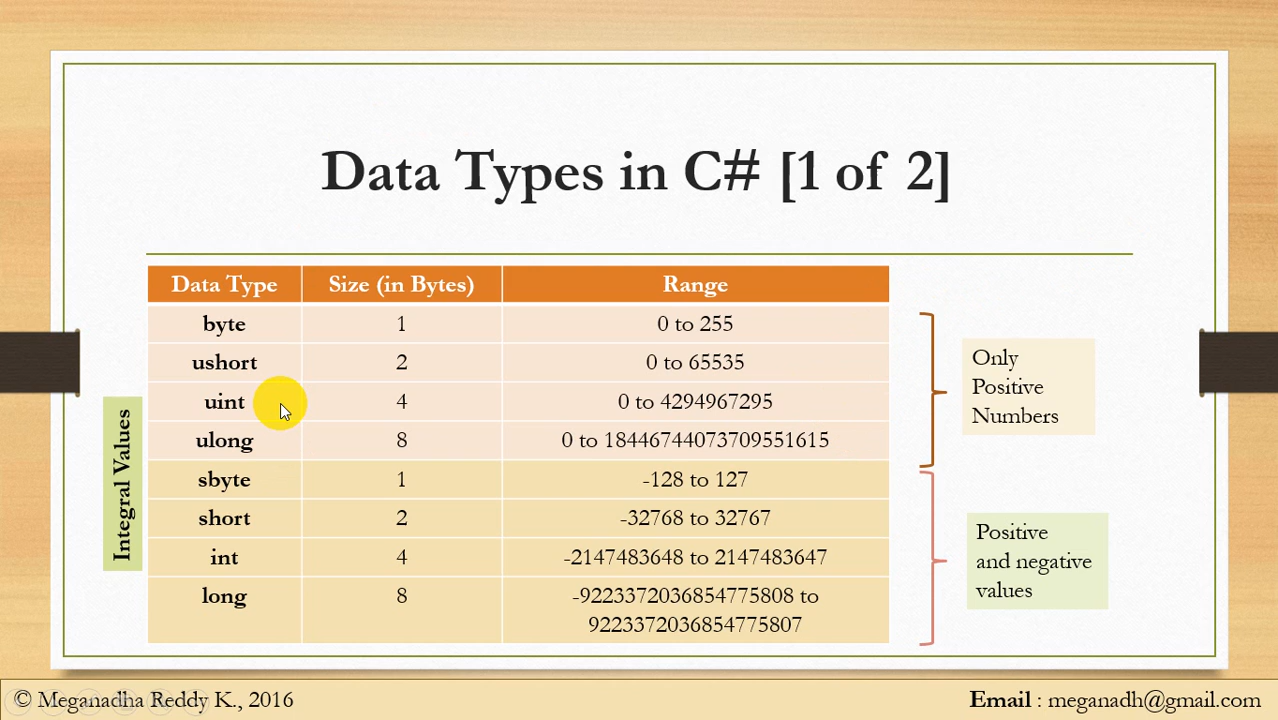 Data Types in C# [1 of 2]
Data Type Size (in Bytes) Range
byte 1 0 to 255
ushort 2 0 to 65535
uint 4 0 to 4294967295
ulong 8 0 to 18446744073709551615
sbyte 1 -128 to 127
short 2 -32768 to 32767
int 4 -2147483648 to 2147483647
long 8 -9223372036854775808 to
9223372036854775807
Integral Values
Only
Positive
Numbers
Positive
and negative
values
© Meganadha Reddy K., 2016
Email : meganadh@gmail.com